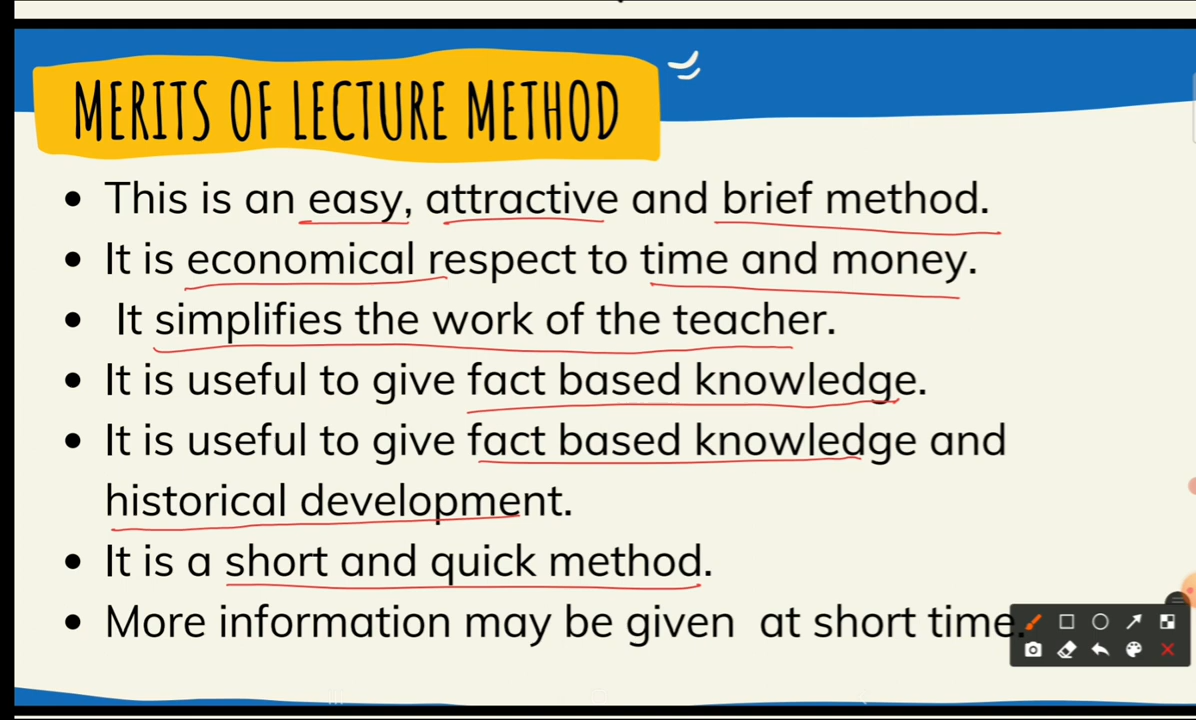 MERITS OF LECTURE METHOD
• This is an easy, attractive and brief method.
• It is economical respect to time and money.
• It simplifies the work of the teacher.
• It is useful to give fact based knowledge.
• It is useful to give fact based knowledge and
historical development.
• It is a short and quick method.
• More information may be given at short time.